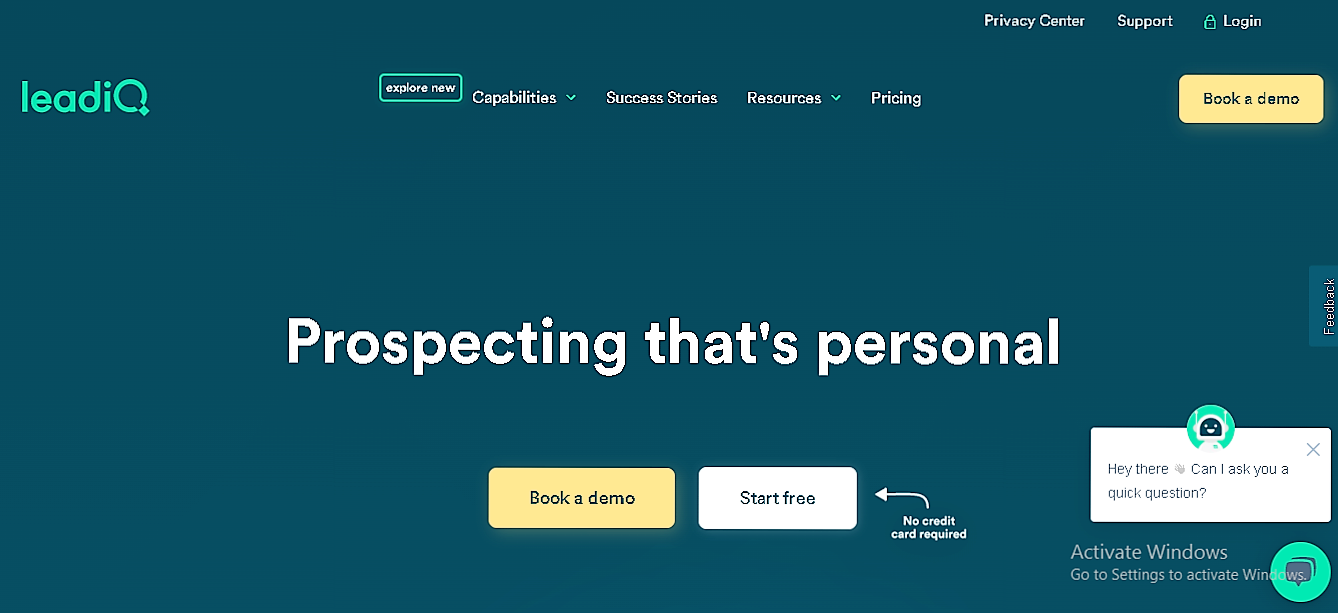 Privacy Center Support Login
leadiQ explore new Capabilities Success Stories Resources Pricing Book a demo
Feedback
Prospecting that's personal
Hey there 👋 Can I ask you a
quick question?
Book a demo Start free
No credit
card required
Activate Windows
Go to Settings to activate Windows.